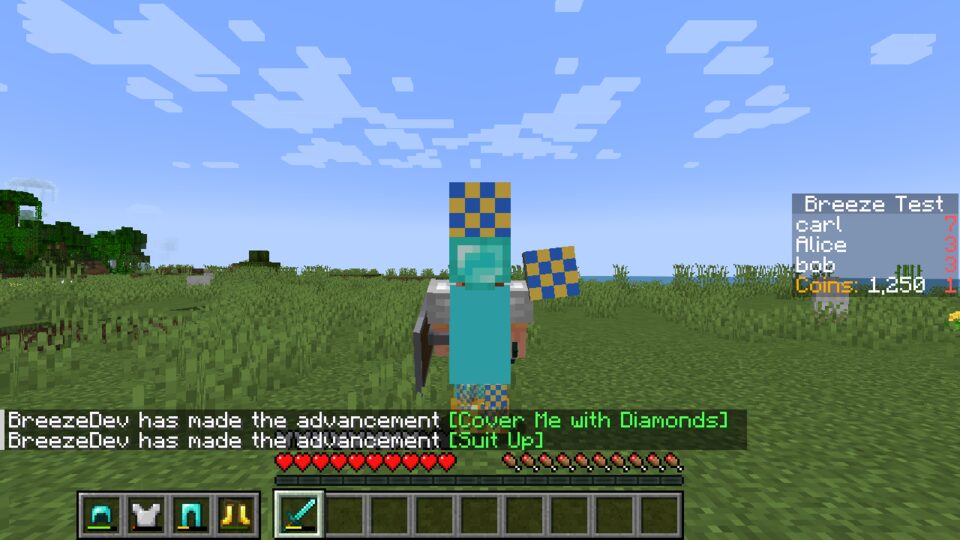 Breeze Test
carl 7
Alice 3
bob 3
Coins: 1,250 1
BreezeDev has made the advancement [Cover Me with Diamonds]
BreezeDev has made the advancement [Suit Up]